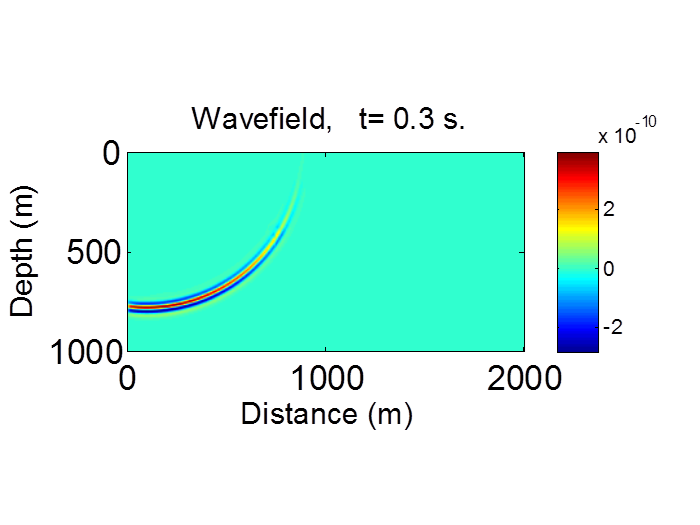 Wavefield,   t= 0.3 s.
x 10-10
0
500
1000
Depth (m)
0
1000
2000
Distance (m)
2
0
-2